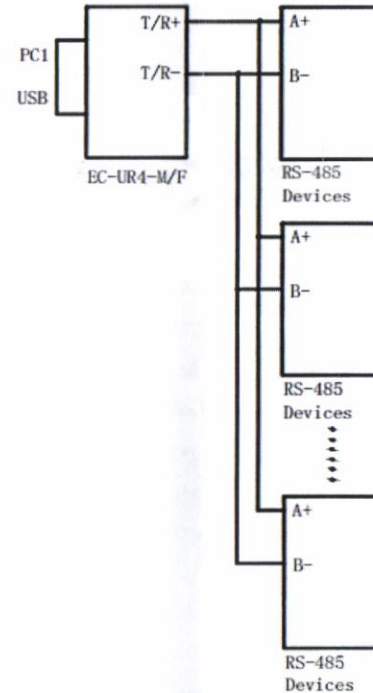 T/R+
A+
PC1
T/R-
B-
USB
EC-UR4-M/F
RS-485
Devices
A+
B-
RS-485
Devices
A+
B-
RS-485
Devices